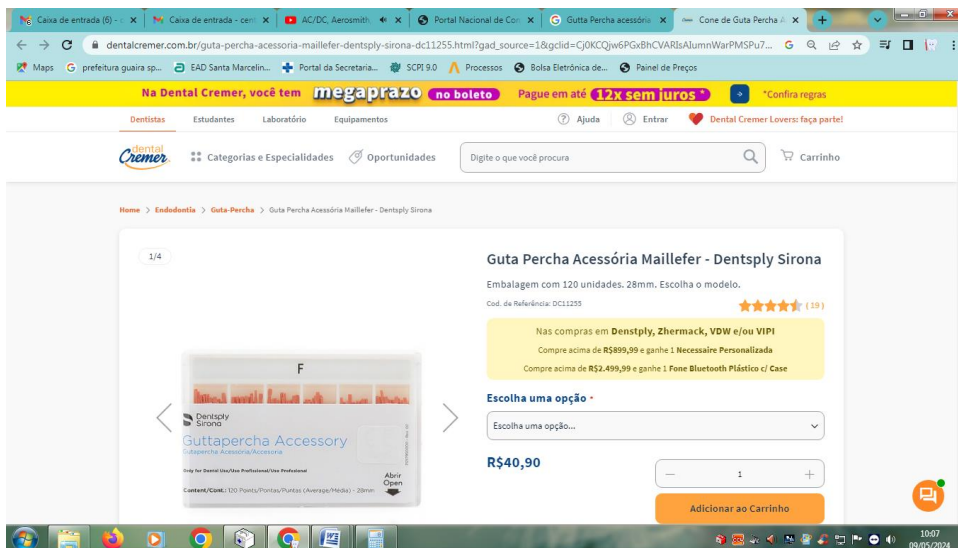 Caixa de entrada (6) -
Caixa de entrada - cent
AC/DC, Aerosmith,
Portal Nacional de Con
Gutta Percha acessória
Cone de Guta Percha A
dentalcremer.com.br/guta-percha-acessoria-maillefer-dentsply-sirona-dc11255.html?gad_source=1&gclid=Cj0KCQjw6PGxBhCVARIsAIumnWarPMSPu7...
Maps
prefeitura guaira sp...
EAD Santa Marcelin...
Portal da Secretaria...
SCPI 9.0
Processos
Bolsa Eletrônica de...
Painel de Preços
Na Dental Cremer, você tem megaprazo no boleto Pague em até 12x sem juros* *Confira regras
Dentistas Estudantes Laboratório Equipamentos
Ajuda Entrar Dental Cremer Lovers: faça parte!
dental
Cremer
Categorias e Especialidades Oportunidades Digite o que você procura Carrinho
Home > Endodontia > Guta-Percha > Guta Percha Acessória Maillefer - Dentsply Sirona
1/4
F
Dentsply
Sirona
Guttapercha Accessory
Gutapercha Acessória/Accesoria
Only for Dental Use/Uso Profissional/Uso Profesional
Content/Cont.: 120 Points/Pontas/Puntas (Average/Média) - 28mm
Abrir
Open
Guta Percha Acessória Maillefer - Dentsply Sirona
Embalagem com 120 unidades. 28mm. Escolha o modelo.
Cod. de Referência: DC11255
(19)
Nas compras em Denstply, Zhermack, VDW e/ou VIPI
Compre acima de R$899,99 e ganhe 1 Necessaire Personalizada
Compre acima de R$2.499,99 e ganhe 1 Fone Bluetooth Plástico c/ Case
Escolha uma opção
Escolha uma opção...
R$40,90
1
Adicionar ao Carrinho
10:07
09/05/2024